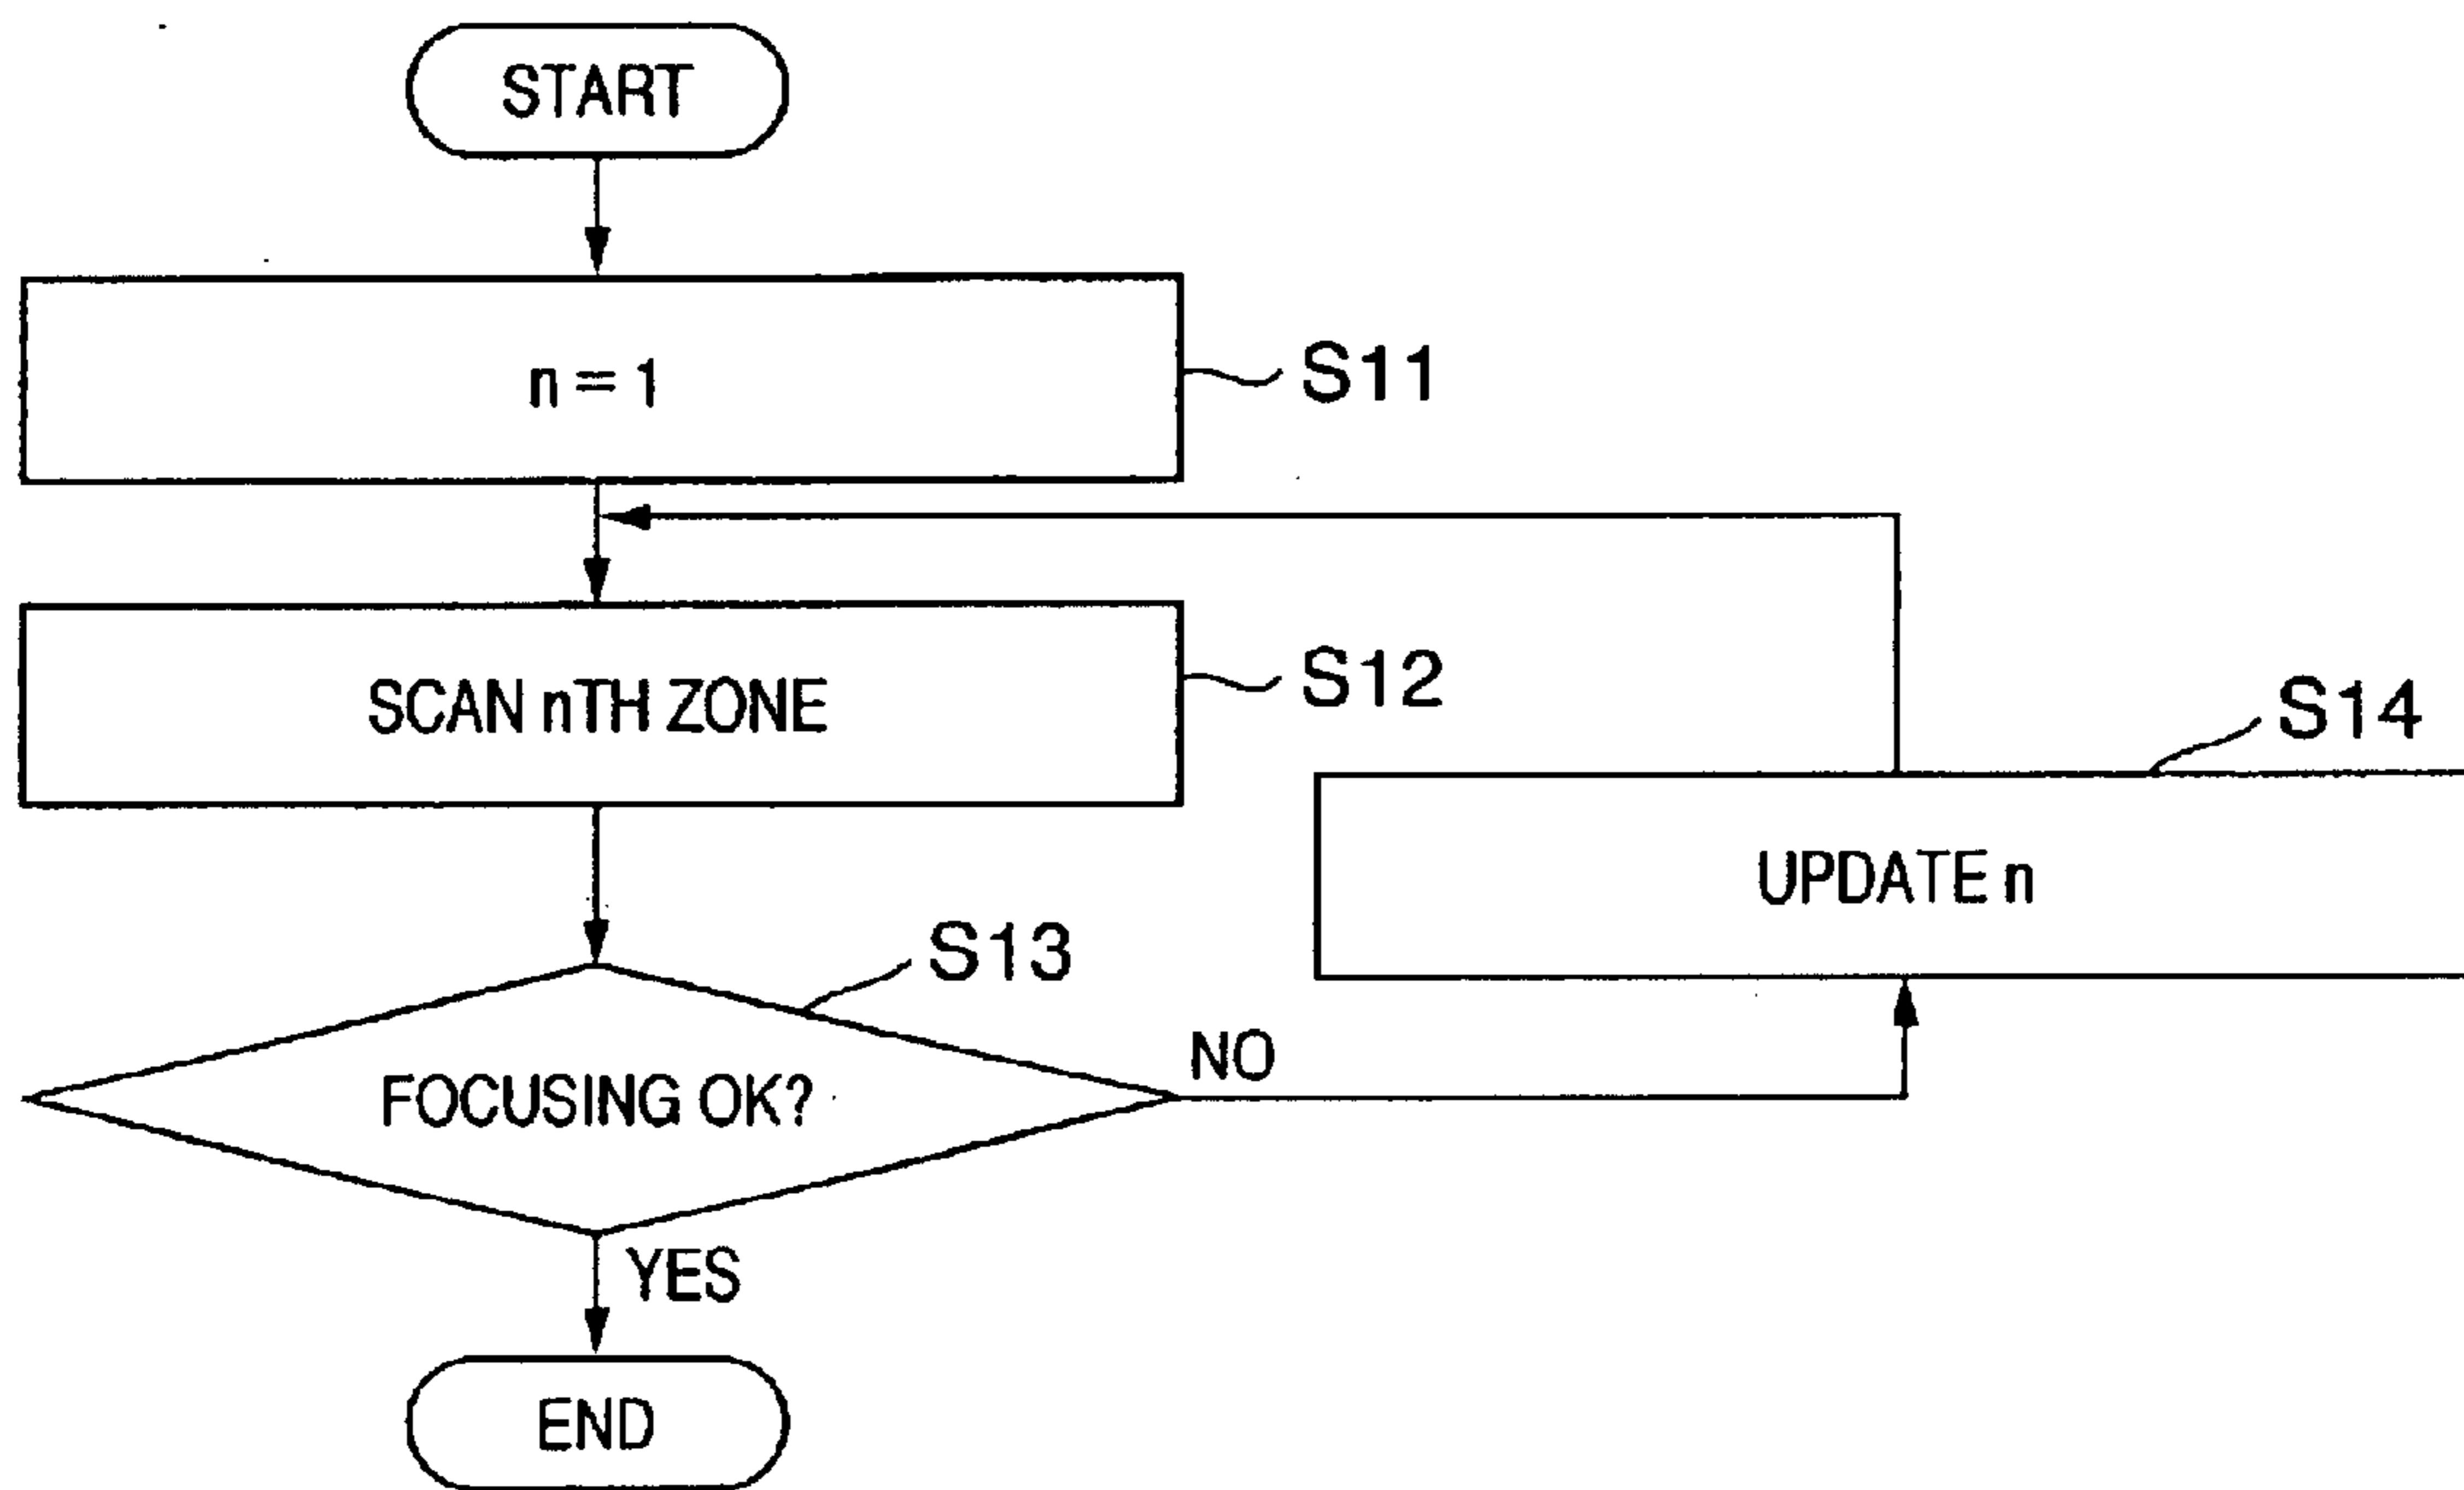 START
n = 1
S11
SCAN nTH ZONE
S12
S14
UPDATE n
S13
FOCUSING OK?
NO
YES
END